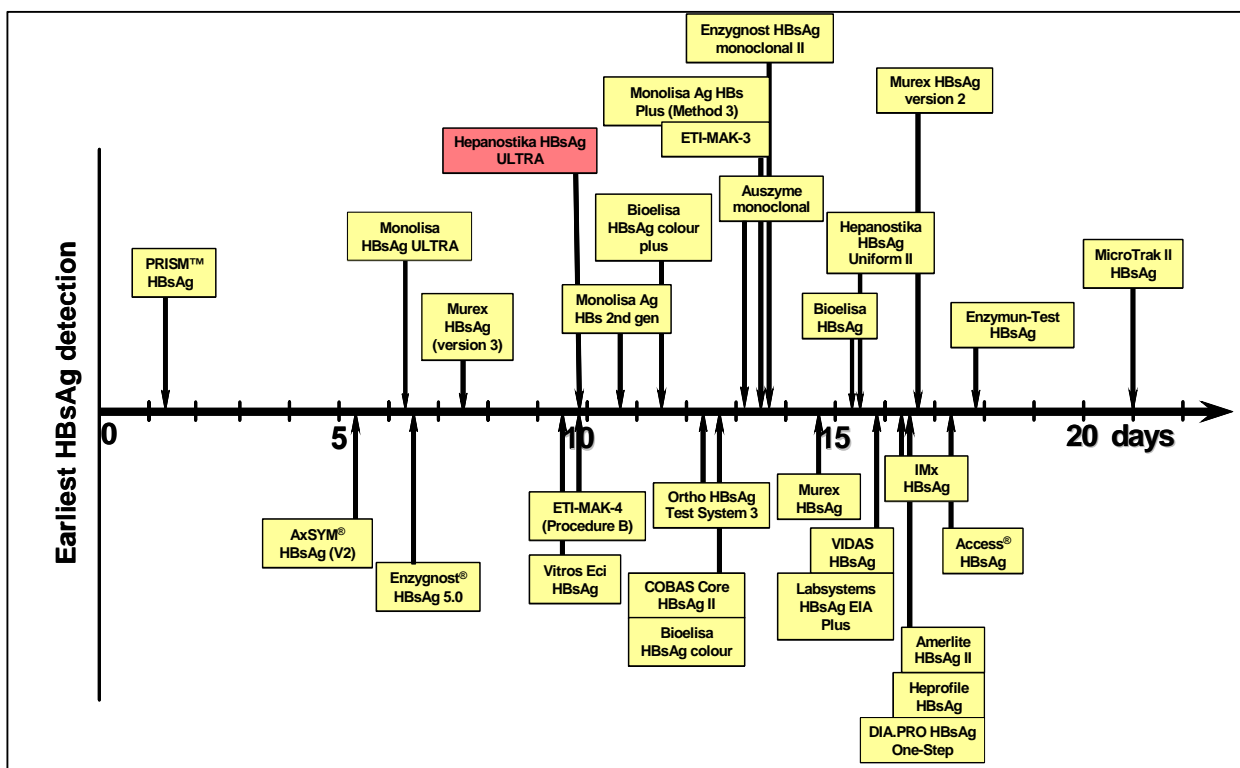 Enzygnost HBsAg
monoclonal II
Monolisa Ag HBs
Plus (Method 3)
ETI-MAK-3
Murex HBsAg
version 2
Hepanostika HBsAg
ULTRA
Auszyme
monoclonal
Bioelisa
HBsAg colour
plus
Monolisa
HBsAg ULTRA
Hepanostika
HBsAg
Uniform II
PRISM™
HBsAg
MicroTrak II
HBsAg
Monolisa Ag
HBs 2nd gen
Murex
HBsAg
(version 3)
Bioelisa
HBsAg
Enzymun-Test
HBsAg
Earliest HBsAg detection
0
5
10
15
20 days
AxSYM®
HBsAg (V2)
Enzygnost®
HBsAg 5.0
ETI-MAK-4
(Procedure B)
Vitros Eci
HBsAg
Ortho HBsAg
Test System 3
COBAS Core
HBsAg II
Bioelisa
HBsAg colour
Murex
HBsAg
VIDAS
HBsAg
Labsystems
HBsAg EIA
Plus
IMx
HBsAg
Access®
HBsAg
Amerlite
HBsAg II
Heprofile
HBsAg
DIA.PRO HBsAg
One-Step